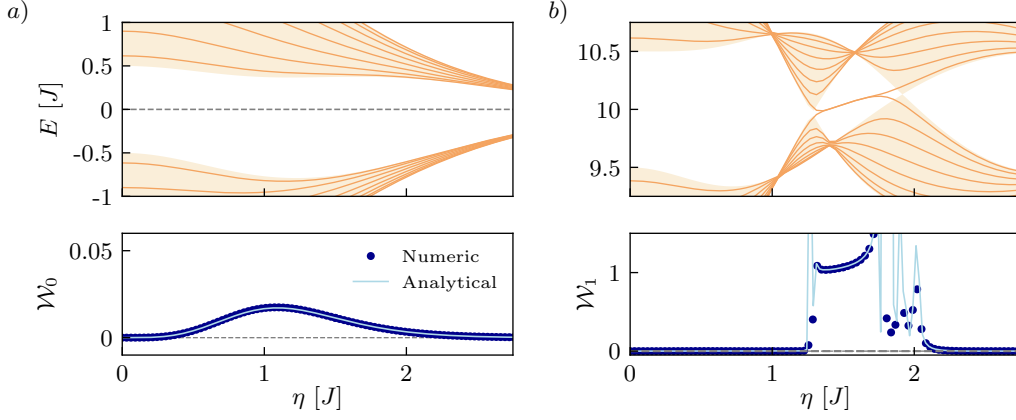 a)
1
0.5
0
-0.5
-1
E [J]
b)
10.5
10
9.5
0.05
0
𝒲₀
Numeric
Analytical
0
1
2
η [J]
1
0
𝒲₁
0
1
2
η [J]